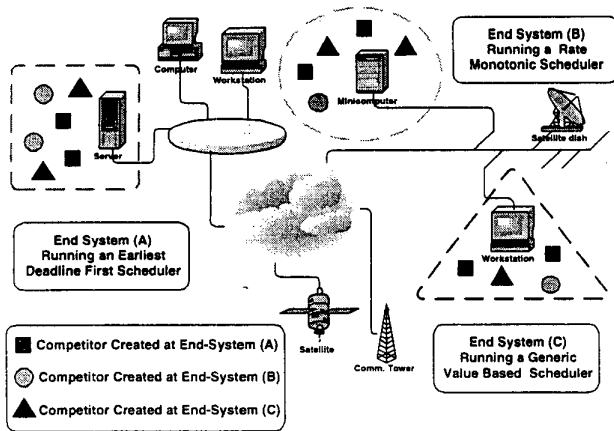 Computer
Workstation
Minicomputer
End System (B)
Running a Rate
Monotonic Scheduler
Satellite dish
Server
End System (A)
Running an Earliest
Deadline First Scheduler
Workstation
Satellite
Comm. Tower
End System (C)
Running a Generic
Value Based Scheduler
Competitor Created at End-System (A)
Competitor Created at End-System (B)
Competitor Created at End-System (C)